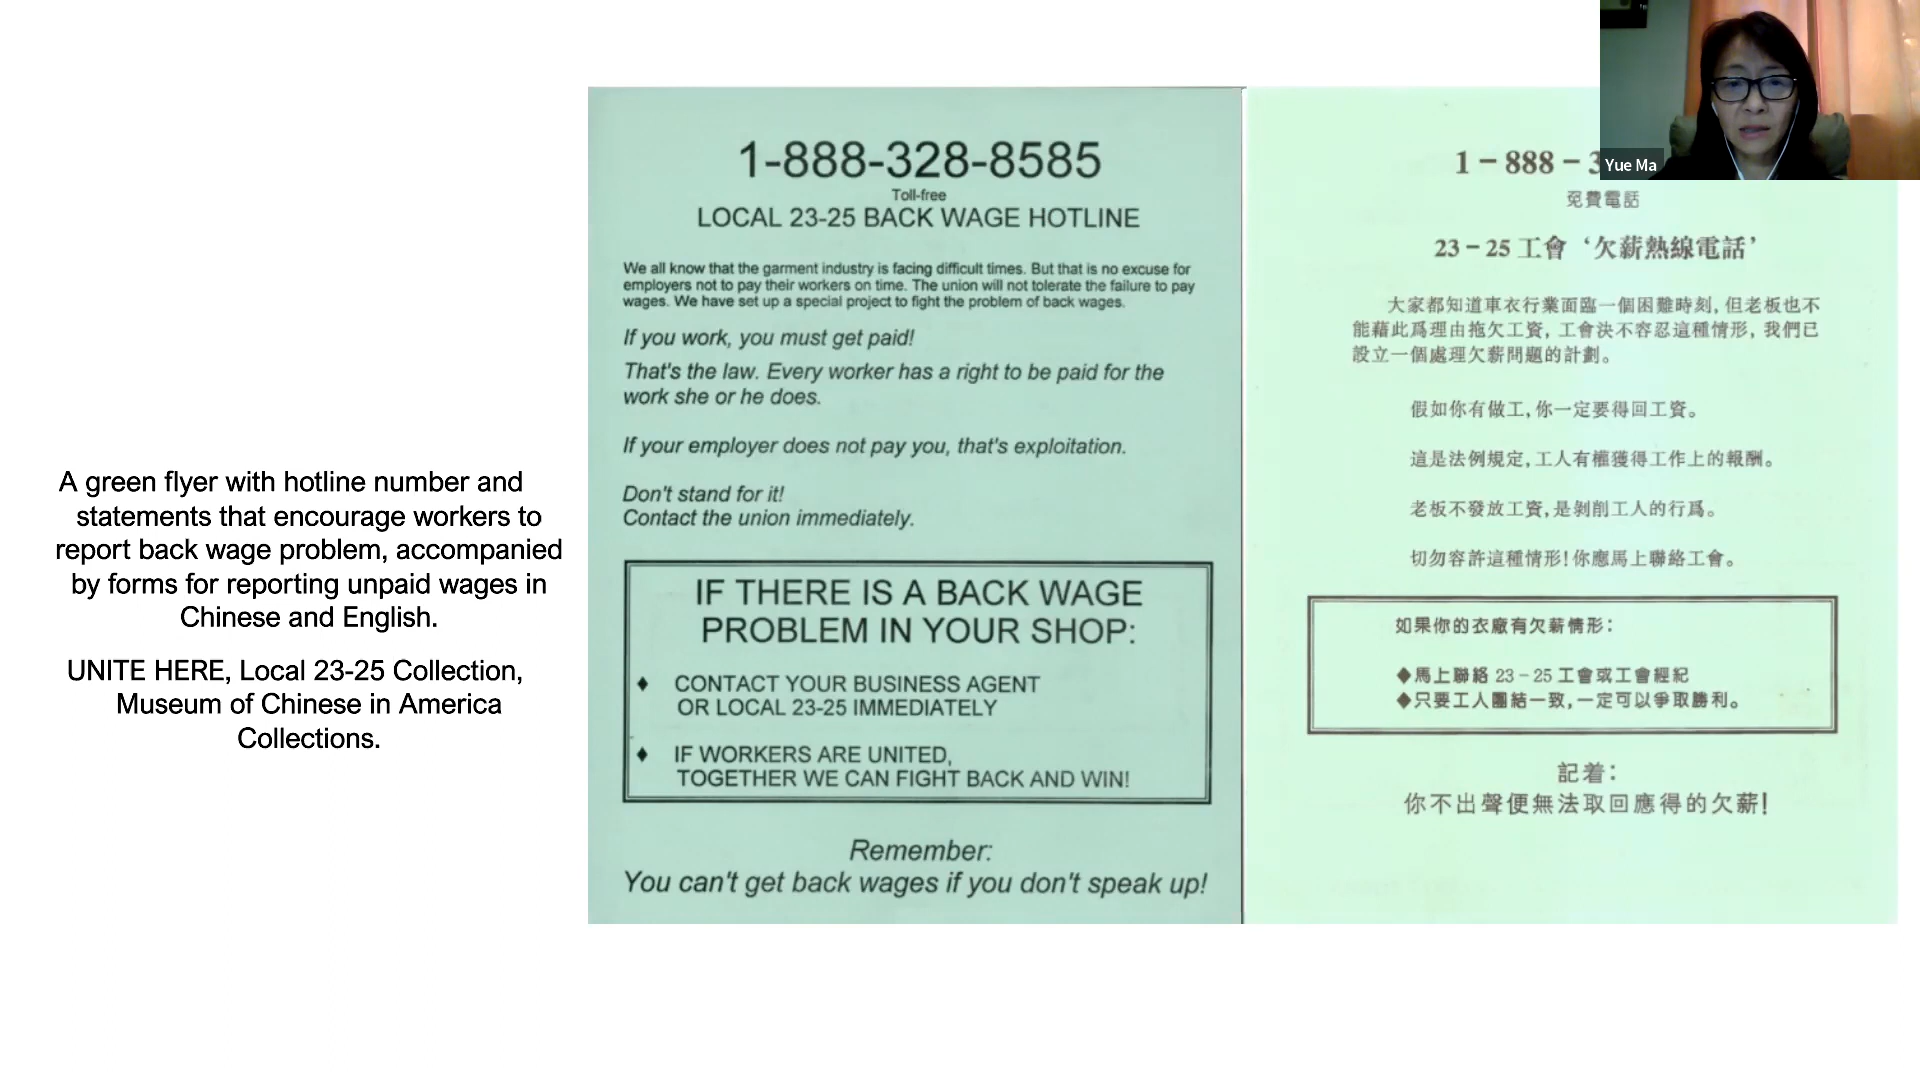 A green flyer with hotline number and
statements that encourage workers to
report back wage problem, accompanied
by forms for reporting unpaid wages in
Chinese and English.
UNITE HERE, Local 23-25 Collection,
Museum of Chinese in America
Collections.
1-888-328-8585
Toll-free
LOCAL 23-25 BACK WAGE HOTLINE
We all know that the garment industry is facing difficult times. But that is no excuse for
employers not to pay their workers on time. The union will not tolerate the failure to pay
wages. We have set up a special project to fight the problem of back wages.
If you work, you must get paid!
That's the law. Every worker has a right to be paid for the
work she or he does.
If your employer does not pay you, that's exploitation.
Don't stand for it!
Contact the union immediately.
IF THERE IS A BACK WAGE
PROBLEM IN YOUR SHOP:
♦ CONTACT YOUR BUSINESS AGENT
OR LOCAL 23-25 IMMEDIATELY
♦ IF WORKERS ARE UNITED,
TOGETHER WE CAN FIGHT BACK AND WIN!
Remember:
You can't get back wages if you don't speak up!
1－888－3
免費電話
23－25 工會‘欠薪熱線電話’
大家都知道車衣行業面臨一個困難時刻，但老板也不
能藉此爲理由拖欠工資，工會決不容忍這種情形，我們已
設立一個處理欠薪問題的計劃。
假如你有做工，你一定要得回工資。
這是法例規定，工人有權獲得工作上的報酬。
老板不發放工資，是剝削工人的行爲。
切勿容許這種情形！你應馬上聯絡工會。
如果你的衣廠有欠薪情形：
◆馬上聯絡 23－25 工會或工會經紀
◆只要工人團結一致，一定可以爭取勝利。
記着：
你不出聲便無法取回應得的欠薪！
Yue Ma